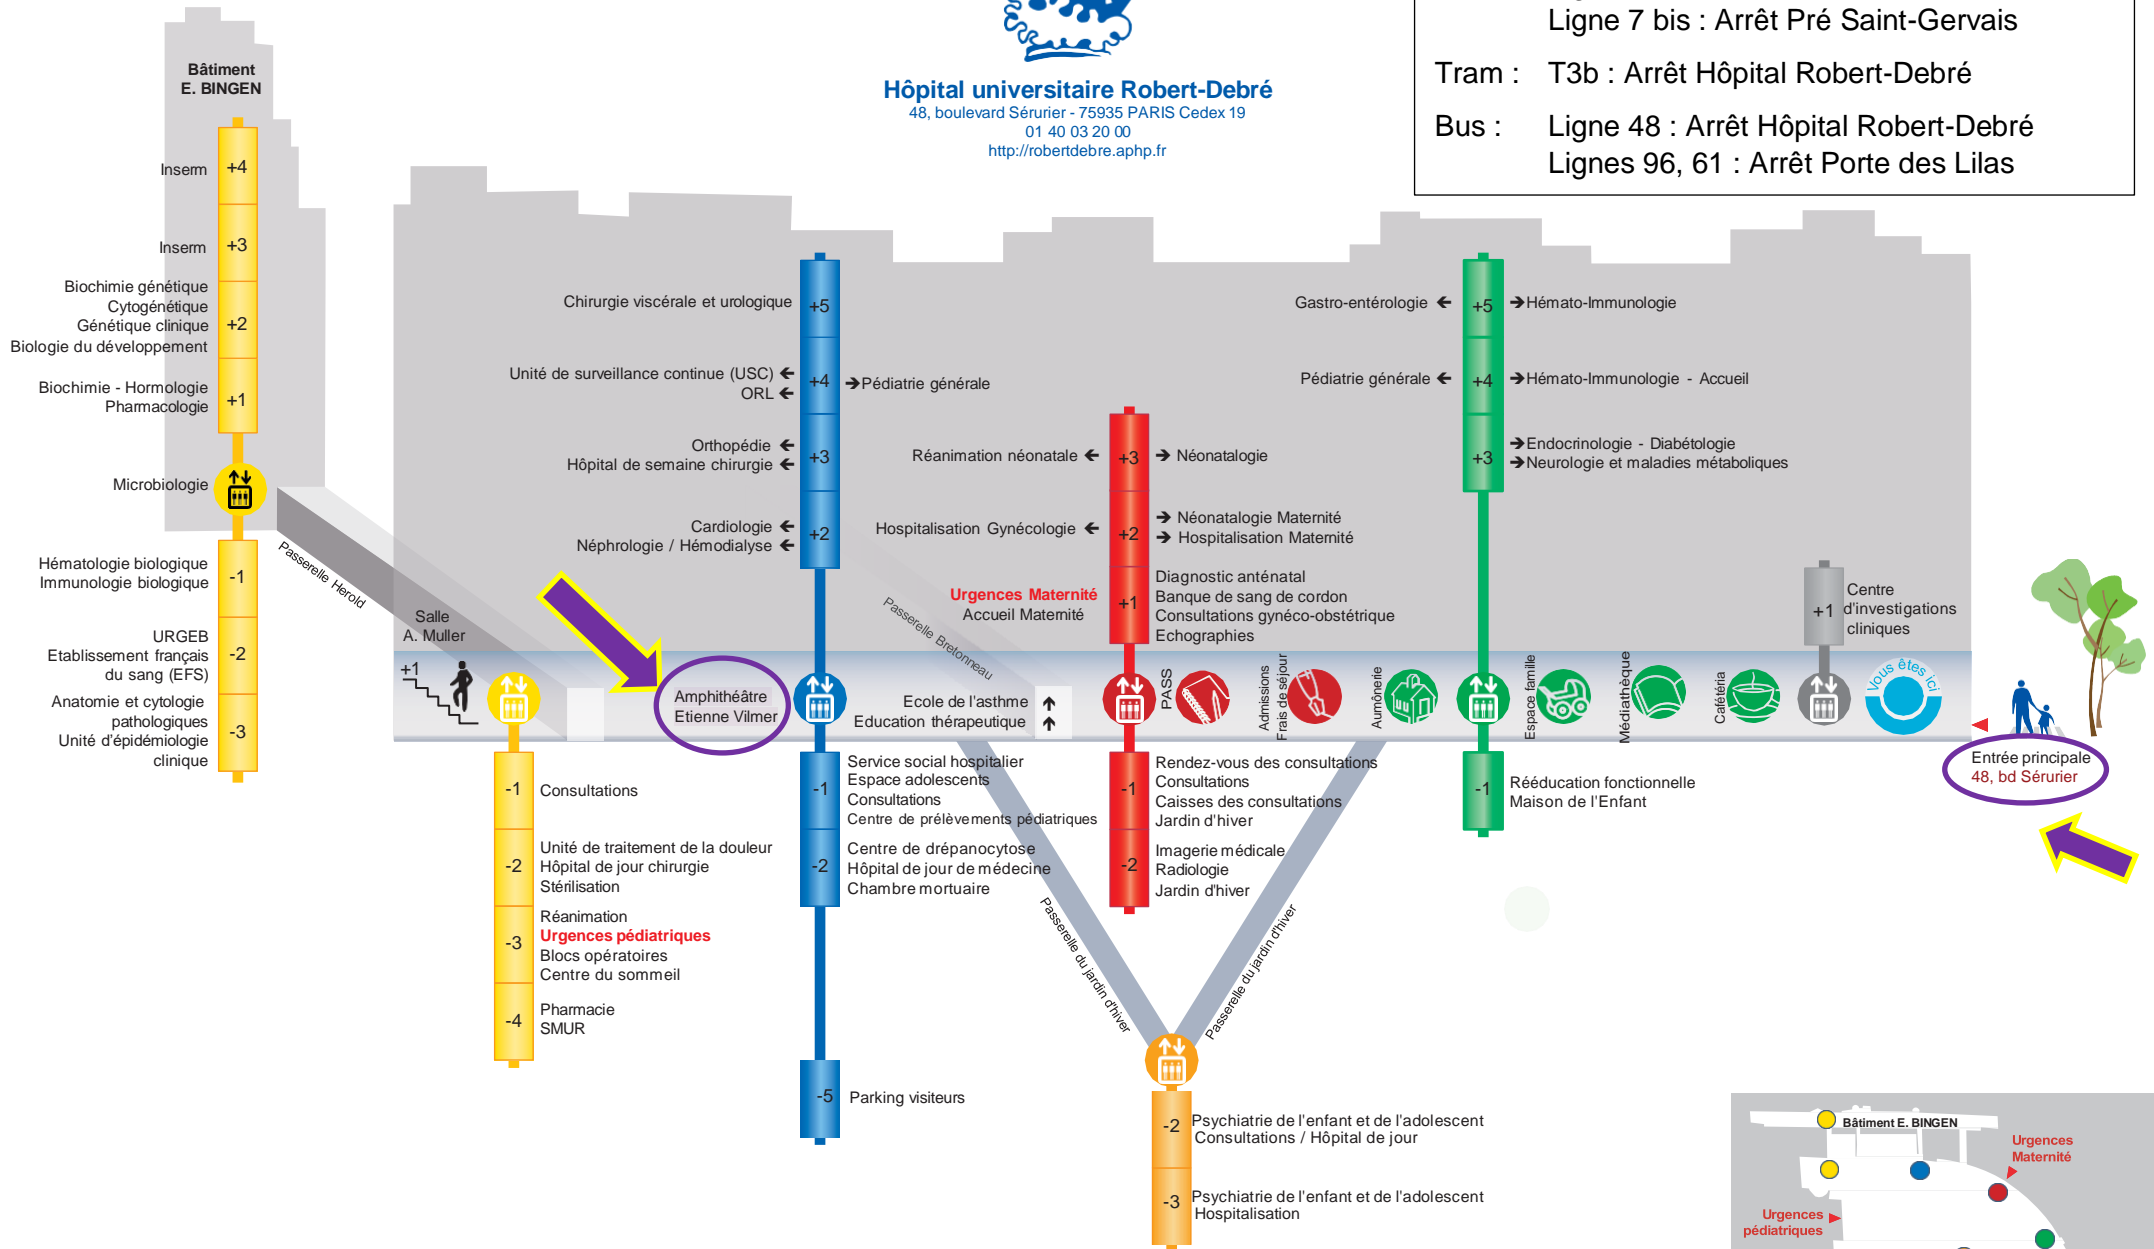 Ligne 7 bis : Arrêt Pré Saint-Gervais
Tram : T3b : Arrêt Hôpital Robert-Debré
Bus : Ligne 48 : Arrêt Hôpital Robert-Debré
Lignes 96, 61 : Arrêt Porte des Lilas
Hôpital universitaire Robert-Debré
48, boulevard Sérurier - 75935 PARIS Cedex 19
01 40 03 20 00
http://robertdebre.aphp.fr
Bâtiment
E. BINGEN
Inserm +4
Inserm +3
Biochimie génétique
Cytogénétique
Génétique clinique
Biologie du développement
+2
Biochimie - Hormologie
Pharmacologie
+1
Microbiologie
Hématologie biologique
Immunologie biologique
-1
URGEB
Etablissement français
du sang (EFS)
-2
Anatomie et cytologie
pathologiques
Unité d'épidémiologie
clinique
-3
Passerelle Herold
Salle
A. Muller
+1
-1 Consultations
-2
Unité de traitement de la douleur
Hôpital de jour chirurgie
Stérilisation
-3
Réanimation
Urgences pédiatriques
Blocs opératoires
Centre du sommeil
-4
Pharmacie
SMUR
Amphithéâtre
Etienne Vilmer
Chirurgie viscérale et urologique +5
Unité de surveillance continue (USC) ←
ORL ←
+4
→ Pédiatrie générale
Orthopédie ←
Hôpital de semaine chirurgie ←
+3
Cardiologie ←
Néphrologie / Hémodialyse ←
+2
-1
Service social hospitalier
Espace adolescents
Consultations
Centre de prélèvements pédiatriques
-2
Centre de drépanocytose
Hôpital de jour de médecine
Chambre mortuaire
-5 Parking visiteurs
Passerelle Bretonneau
Ecole de l'asthme ↑
Education thérapeutique ↑
Réanimation néonatale ← +3 → Néonatalogie
Hospitalisation Gynécologie ← +2
→ Néonatalogie Maternité
→ Hospitalisation Maternité
Urgences Maternité
Accueil Maternité
+1
Diagnostic anténatal
Banque de sang de cordon
Consultations gynéco-obstétrique
Echographies
-1
Rendez-vous des consultations
Consultations
Caisses des consultations
Jardin d'hiver
-2
Imagerie médicale
Radiologie
Jardin d'hiver
PASS
Admissions
Frais de séjour
Aumônerie
Gastro-entérologie ← +5 → Hémato-Immunologie
Pédiatrie générale ← +4 → Hémato-Immunologie - Accueil
+3
→ Endocrinologie - Diabétologie
→ Neurologie et maladies métaboliques
-1
Rééducation fonctionnelle
Maison de l'Enfant
Espace famille
Médiathèque
Cafétéria
+1
Centre
d'investigations
cliniques
Vous êtes ici
Entrée principale
48, bd Sérurier
Passerelle du jardin d'hiver
Passerelle du jardin d'hiver
-2
Psychiatrie de l'enfant et de l'adolescent
Consultations / Hôpital de jour
-3
Psychiatrie de l'enfant et de l'adolescent
Hospitalisation
Bâtiment E. BINGEN
Urgences
Maternité
Urgences
pédiatriques